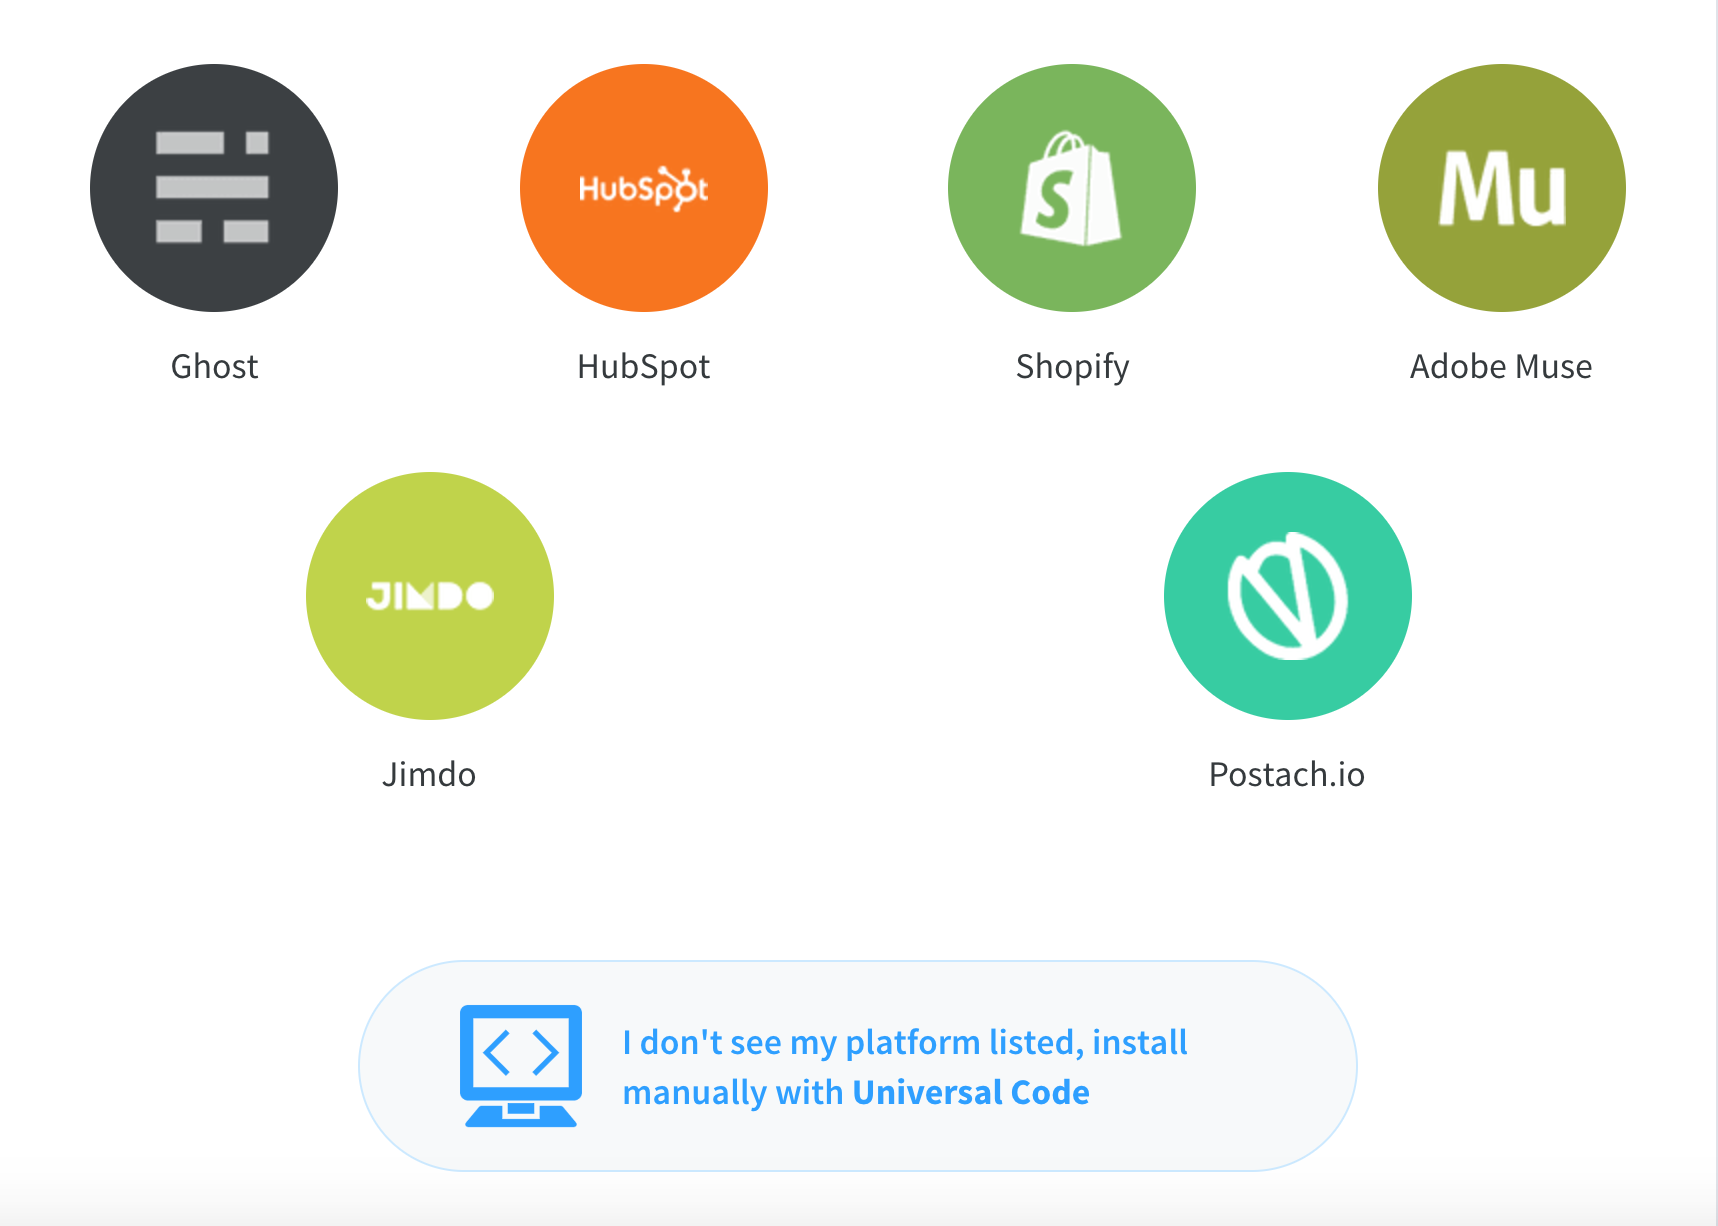 HubSpot
S
Mu
Ghost
HubSpot
Shopify
Adobe Muse
JIMDO
Jimdo
Postach.io
I don't see my platform listed, install
manually with Universal Code